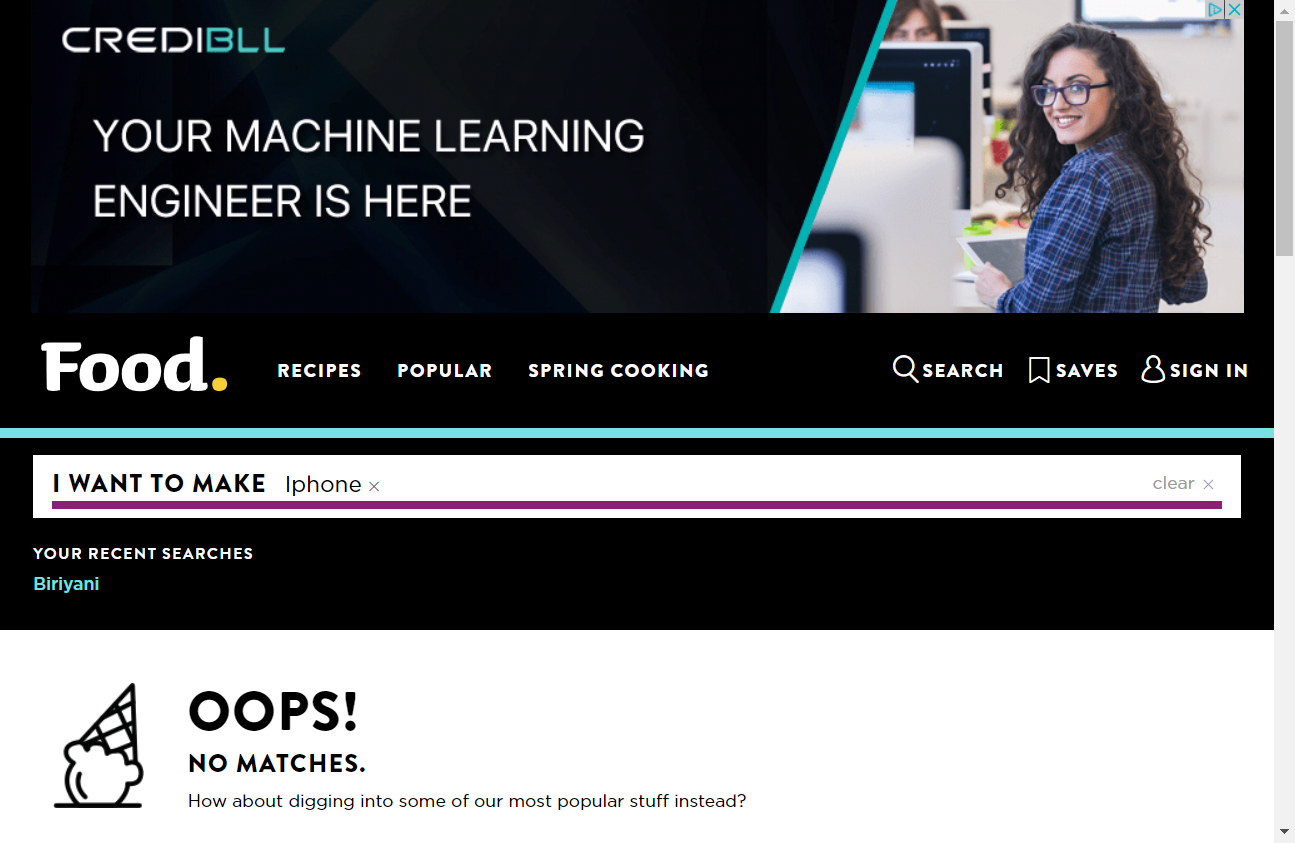 CREDIBLL
YOUR MACHINE LEARNING
ENGINEER IS HERE
Food.
RECIPES POPULAR SPRING COOKING SEARCH SAVES SIGN IN
I WANT TO MAKE Iphone × clear ×
YOUR RECENT SEARCHES
Biriyani
OOPS!
NO MATCHES.
How about digging into some of our most popular stuff instead?